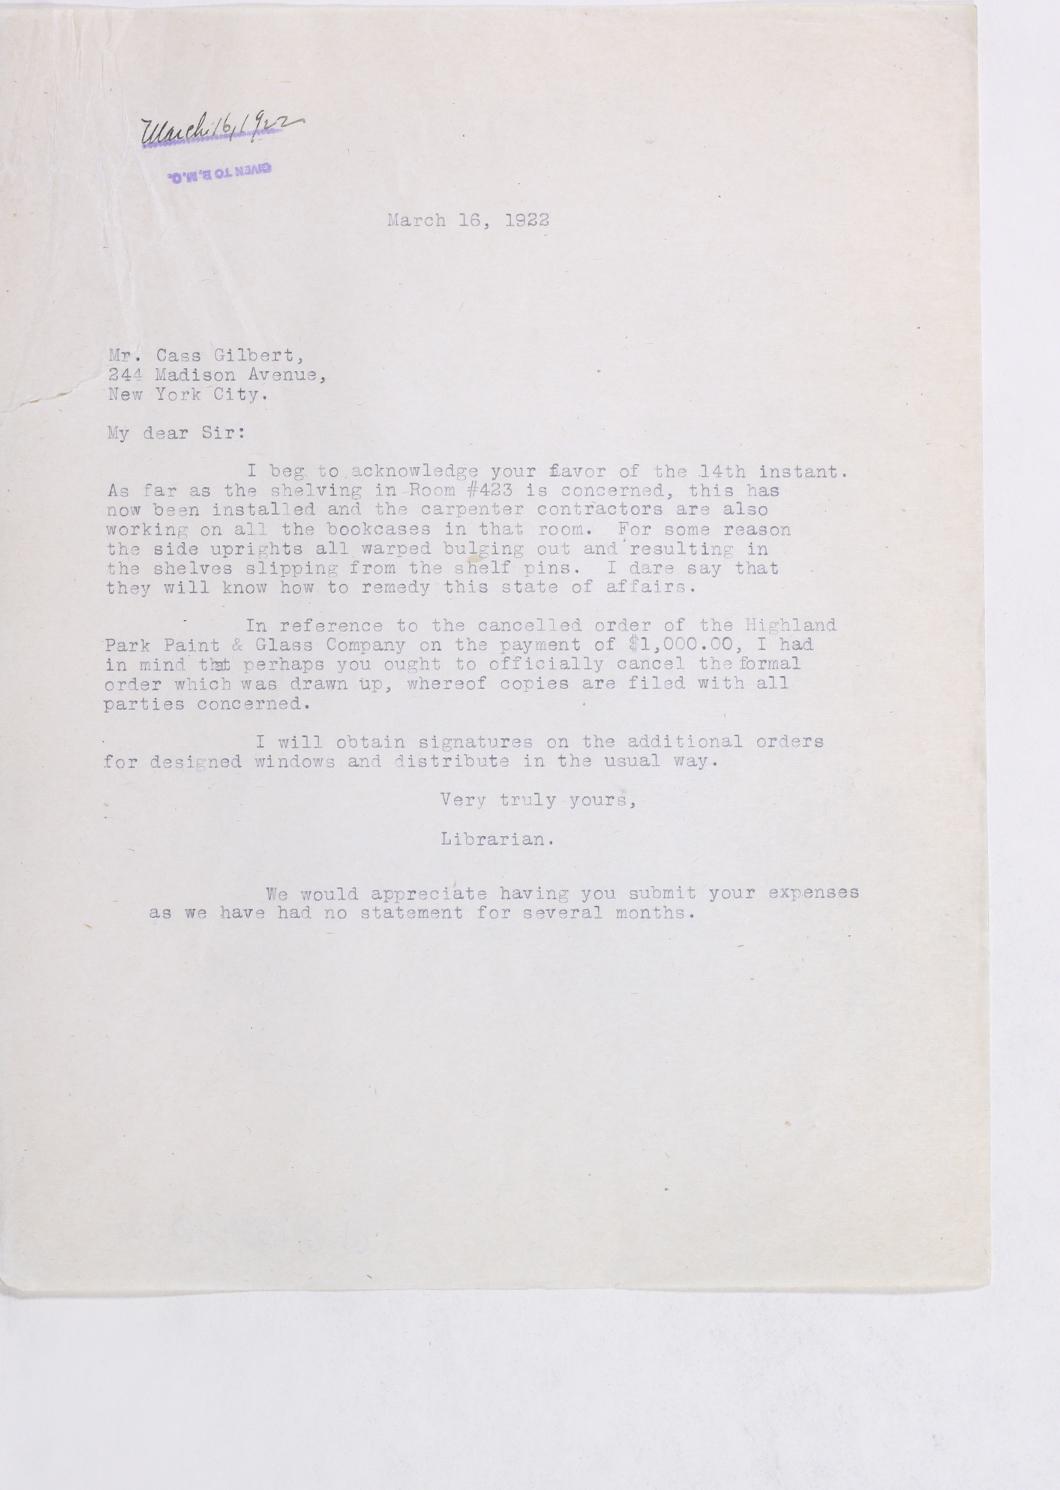 March 16, 1922
GIVEN TO B.M.G.
March 16, 1922
Mr. Cass Gilbert,
244 Madison Avenue,
New York City.
My dear Sir:
I beg to acknowledge your favor of the 14th instant.
As far as the shelving in Room #423 is concerned, this has
now been installed and the carpenter contractors are also
working on all the bookcases in that room. For some reason
the side uprights all warped bulging out and resulting in
the shelves slipping from the shelf pins. I dare say that
they will know how to remedy this state of affairs.
In reference to the cancelled order of the Highland
Park Paint & Glass Company on the payment of $1,000.00, I had
in mind that perhaps you ought to officially cancel the formal
order which was drawn up, whereof copies are filed with all
parties concerned.
I will obtain signatures on the additional orders
for designed windows and distribute in the usual way.
Very truly yours,
Librarian.
We would appreciate having you submit your expenses
as we have had no statement for several months.